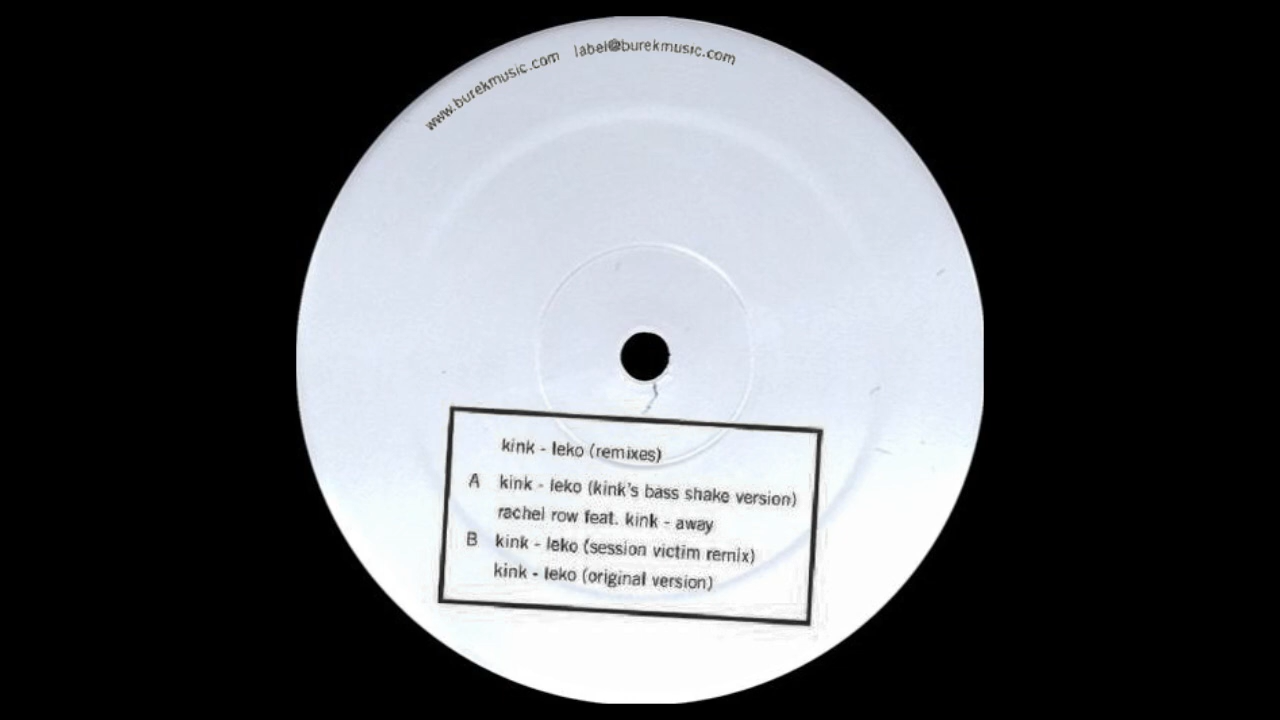 www.burekmusic.com label@burekmusic.com
kink - leko (remixes)
A kink - leko (kink's bass shake version)
rachel row feat. kink - away
B kink - leko (session victim remix)
kink - leko (original version)